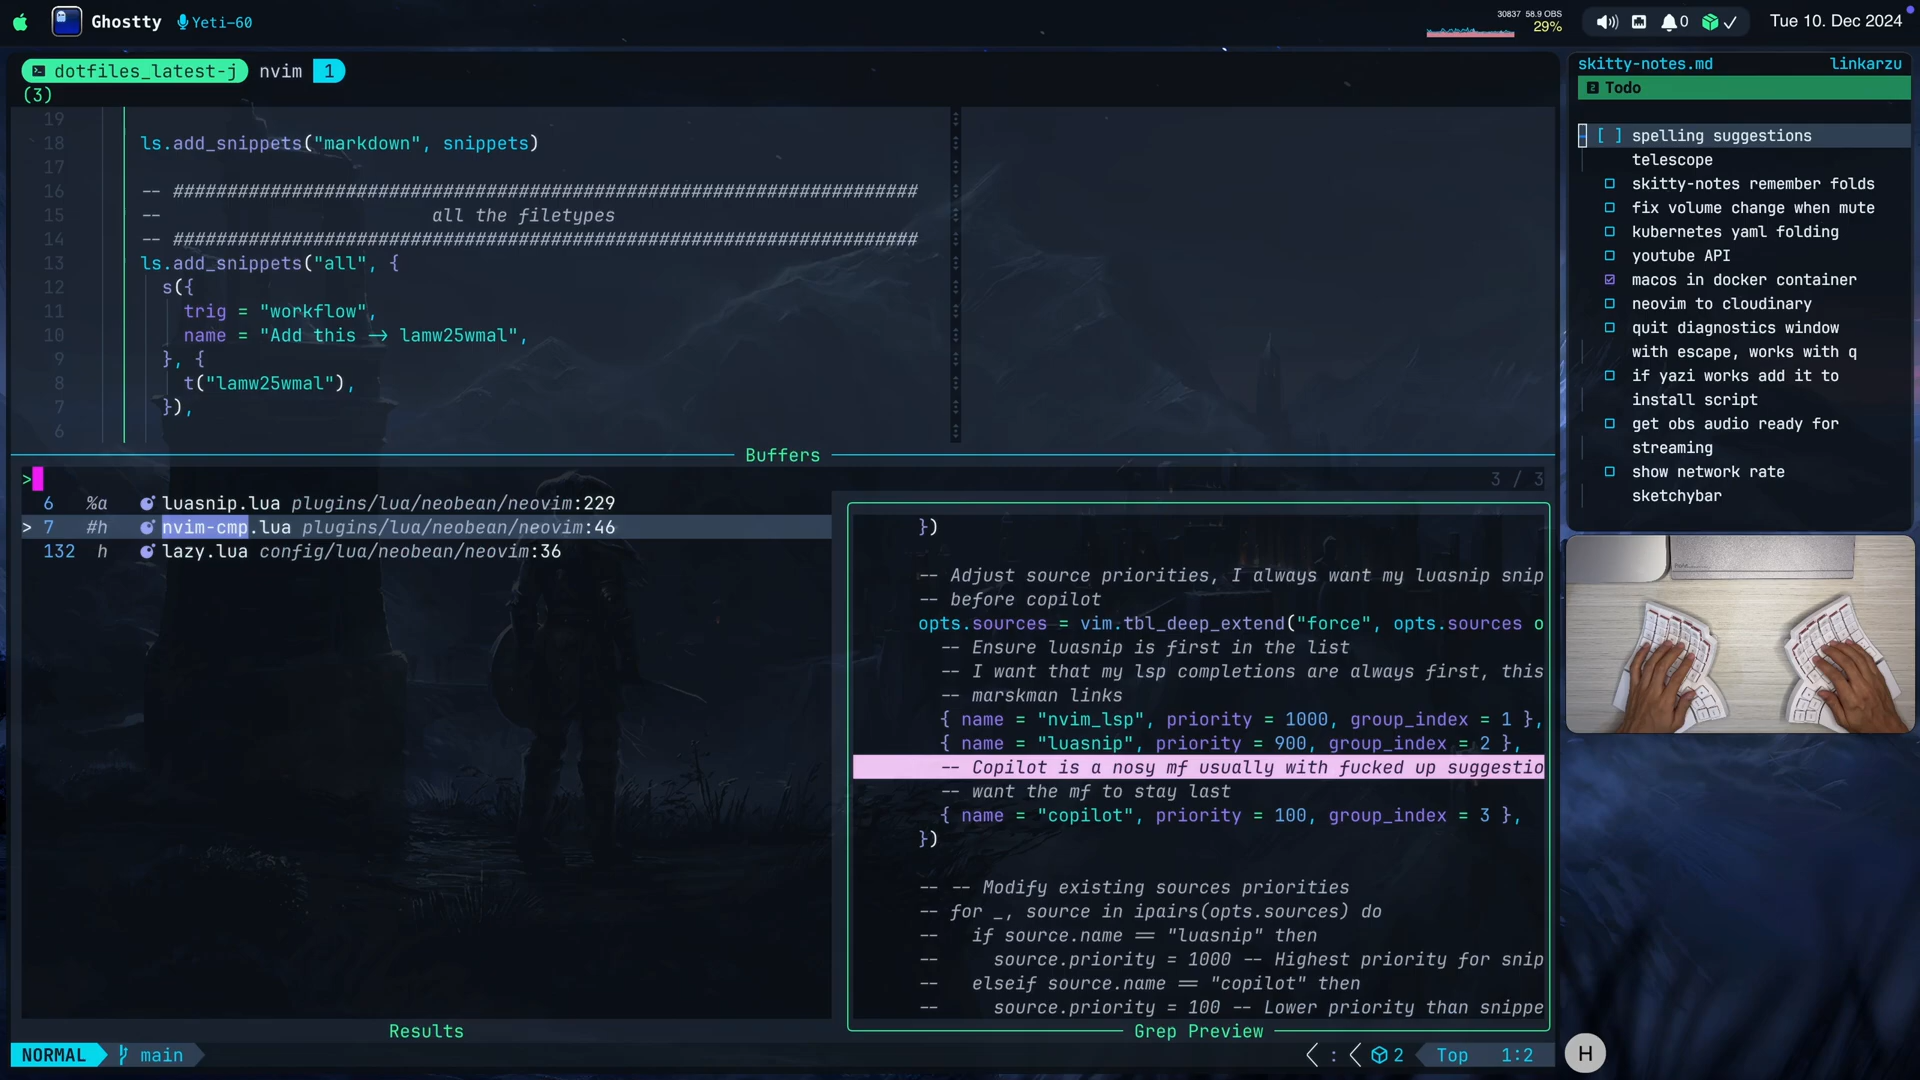 Ghostty Yeti-60
30837 58.9 OBS
29%
0
Tue 10. Dec 2024
dotfiles_latest-j nvim 1
(3)
19
18 ls.add_snippets("markdown", snippets)
17
16 -- #####################################################################
15 -- all the filetypes
14 -- #####################################################################
13 ls.add_snippets("all", {
12 s({
11 trig = "workflow",
10 name = "Add this -> lamw25wmal",
9 }, {
8 t("lamw25wmal"),
7 }),
6
Buffers
> 3 / 3
6 %a luasnip.lua plugins/lua/neobean/neovim:229
> 7 #h nvim-cmp.lua plugins/lua/neobean/neovim:46
132 h lazy.lua config/lua/neobean/neovim:36
Results
})
-- Adjust source priorities, I always want my luasnip snip
-- before copilot
opts.sources = vim.tbl_deep_extend("force", opts.sources o
-- Ensure luasnip is first in the list
-- I want that my lsp completions are always first, this
-- marskman links
{ name = "nvim_lsp", priority = 1000, group_index = 1 },
{ name = "luasnip", priority = 900, group_index = 2 },
-- Copilot is a nosy mf usually with fucked up suggestio
-- want the mf to stay last
{ name = "copilot", priority = 100, group_index = 3 },
})
-- -- Modify existing sources priorities
-- for _, source in ipairs(opts.sources) do
-- if source.name == "luasnip" then
-- source.priority = 1000 -- Highest priority for snip
-- elseif source.name == "copilot" then
-- source.priority = 100 -- Lower priority than snippe
Grep Preview
NORMAL main
: 2 Top 1:2
skitty-notes.md linkarzu
2 Todo
[ ] spelling suggestions
telescope
skitty-notes remember folds
fix volume change when mute
kubernetes yaml folding
youtube API
macos in docker container
neovim to cloudinary
quit diagnostics window
with escape, works with q
if yazi works add it to
install script
get obs audio ready for
streaming
show network rate
sketchybar
H